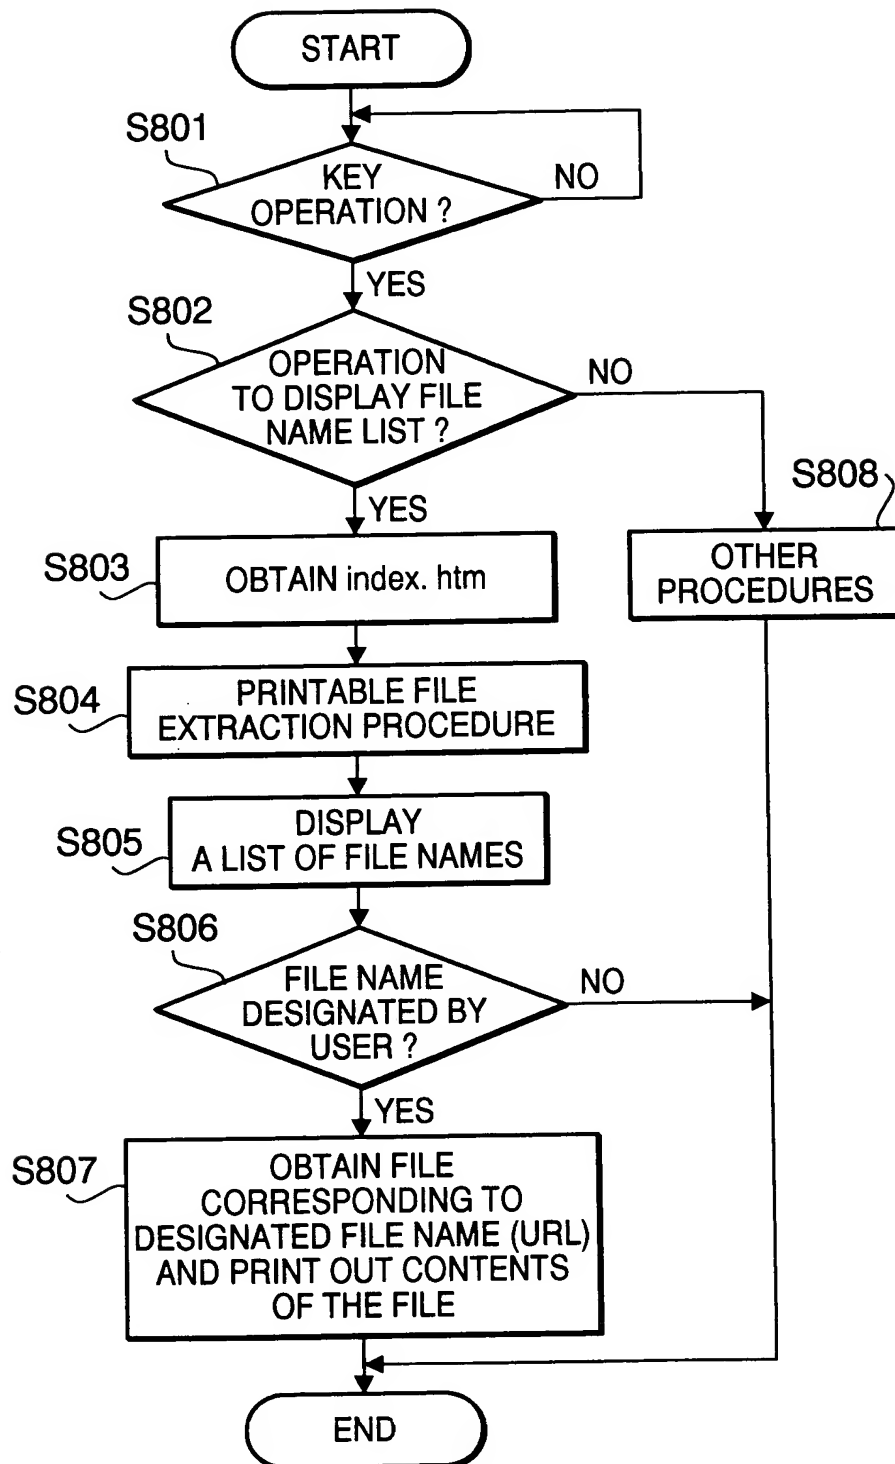 START
S801
KEY
OPERATION ?
NO
YES
S802
OPERATION
TO DISPLAY FILE
NAME LIST ?
NO
YES
S808
OTHER
PROCEDURES
S803
OBTAIN index. htm
S804
PRINTABLE FILE
EXTRACTION PROCEDURE
S805
DISPLAY
A LIST OF FILE NAMES
S806
FILE NAME
DESIGNATED BY
USER ?
NO
YES
S807
OBTAIN FILE
CORRESPONDING TO
DESIGNATED FILE NAME (URL)
AND PRINT OUT CONTENTS
OF THE FILE
END